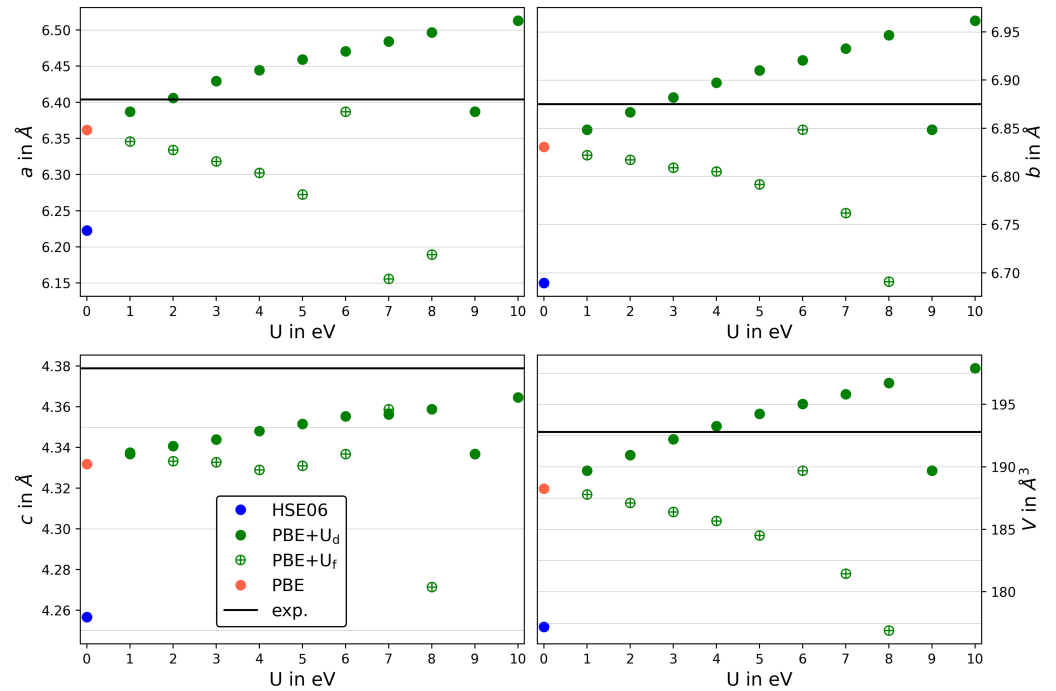 6.50
6.45
6.40
6.35
6.30
6.25
6.20
6.15
a in Å
0 1 2 3 4 5 6 7 8 9 10
U in eV
6.95
6.90
6.85
6.80
6.75
6.70
b in Å
0 1 2 3 4 5 6 7 8 9 10
U in eV
4.38
4.36
4.34
4.32
4.30
4.28
4.26
c in Å
HSE06
PBE+U_d
PBE+U_f
PBE
exp.
0 1 2 3 4 5 6 7 8 9 10
U in eV
195
190
185
180
V in Å³
0 1 2 3 4 5 6 7 8 9 10
U in eV